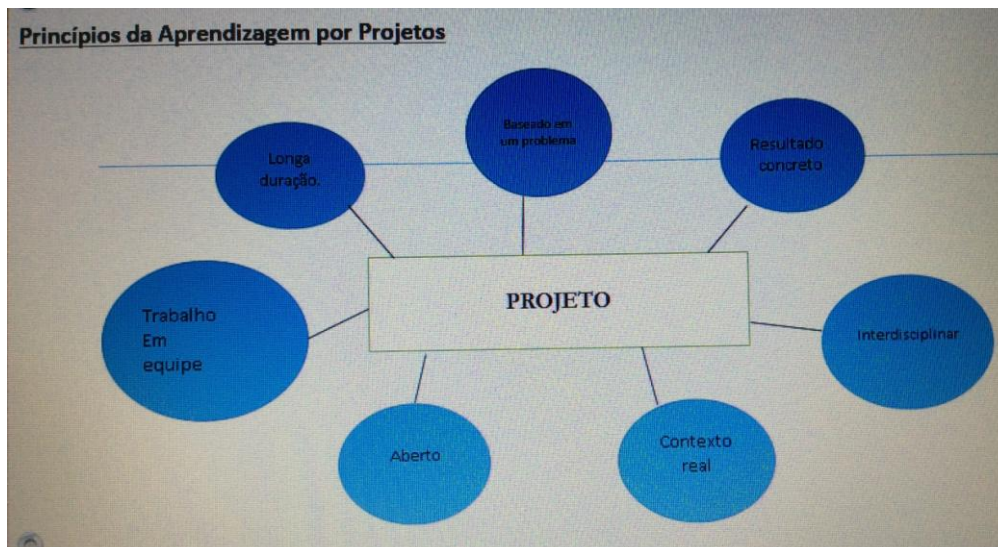 Princípios da Aprendizagem por Projetos
Baseado em
um problema
Longa
duração.
Resultado
concreto
PROJETO
Trabalho
Em
equipe
Interdisciplinar
Aberto
Contexto
real